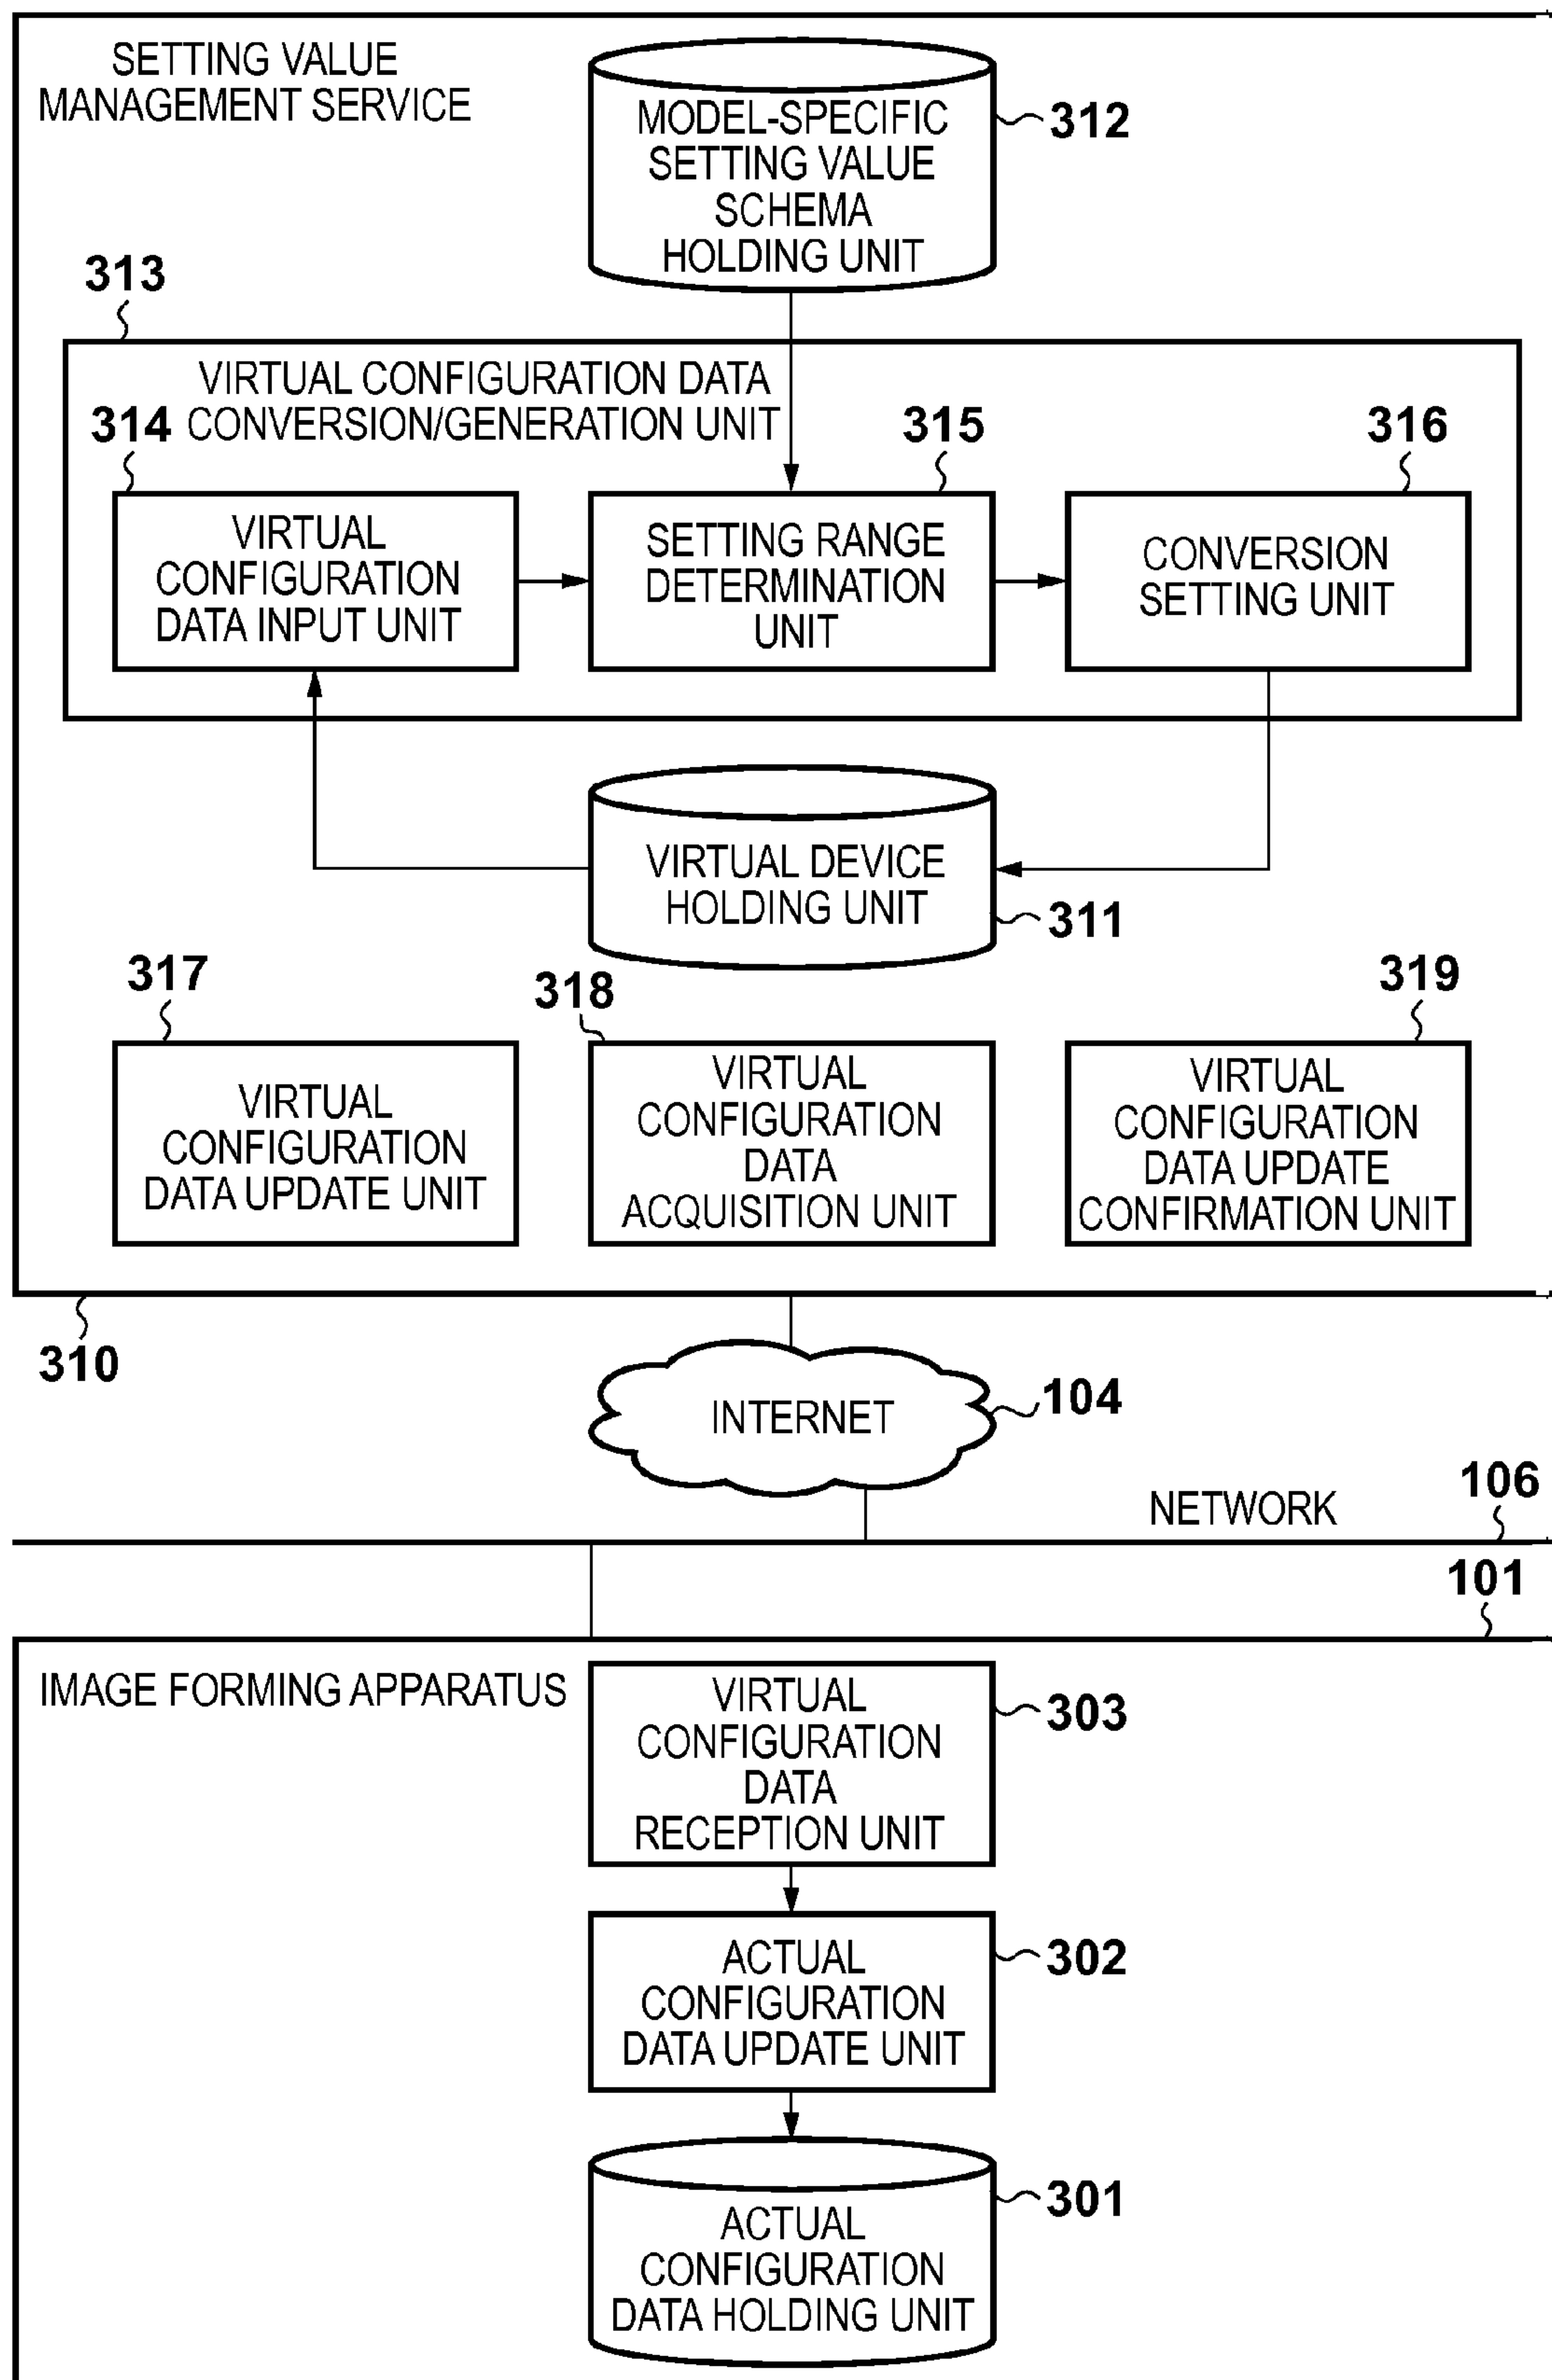 SETTING VALUE
MANAGEMENT SERVICE
MODEL-SPECIFIC
SETTING VALUE
SCHEMA
HOLDING UNIT
312
313
VIRTUAL CONFIGURATION DATA
CONVERSION/GENERATION UNIT
314
315
316
VIRTUAL
CONFIGURATION
DATA INPUT UNIT
SETTING RANGE
DETERMINATION
UNIT
CONVERSION
SETTING UNIT
VIRTUAL DEVICE
HOLDING UNIT
311
317
318
319
VIRTUAL
CONFIGURATION
DATA UPDATE UNIT
VIRTUAL
CONFIGURATION
DATA
ACQUISITION UNIT
VIRTUAL
CONFIGURATION
DATA UPDATE
CONFIRMATION UNIT
310
INTERNET
104
NETWORK
106
101
IMAGE FORMING APPARATUS
VIRTUAL
CONFIGURATION
DATA
RECEPTION UNIT
303
ACTUAL
CONFIGURATION
DATA UPDATE UNIT
302
ACTUAL
CONFIGURATION
DATA HOLDING UNIT
301